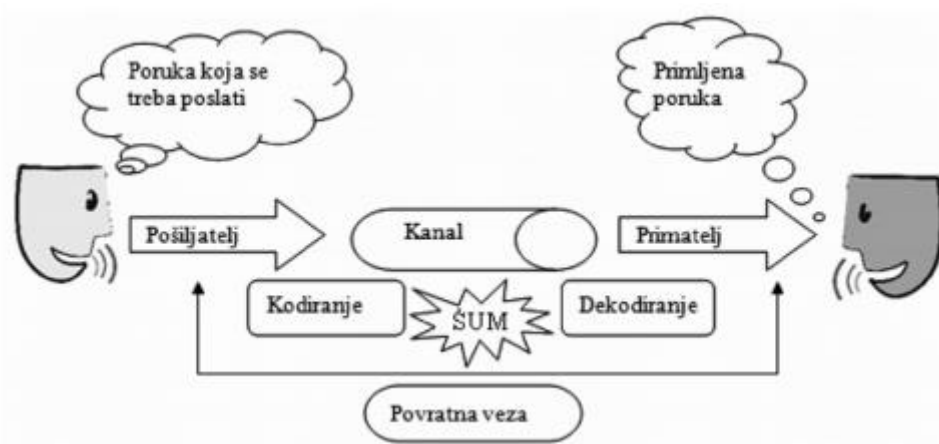 Poruka koja se
treba poslati
Primljena
poruka
Pošiljatelj
Kanal
Primatelj
Kodiranje
ŠUM
Dekodiranje
Povratna veza